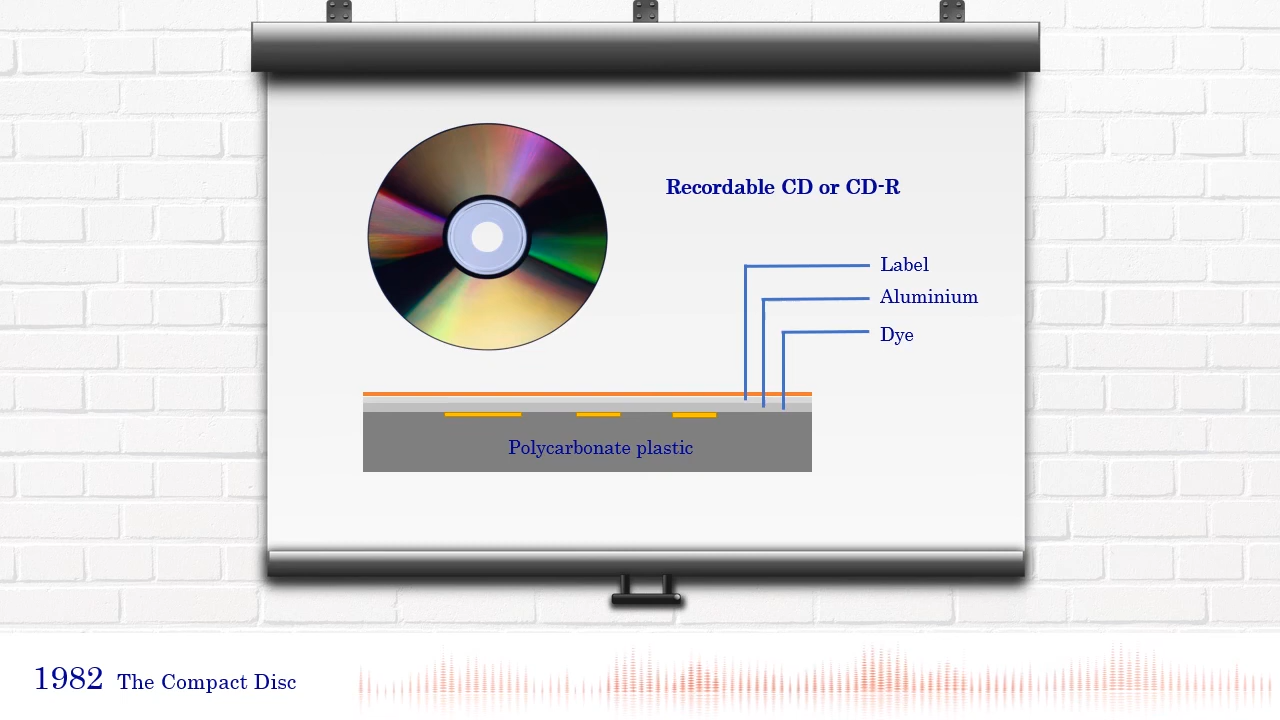 Recordable CD or CD-R
Label
Aluminium
Dye
Polycarbonate plastic
1982 The Compact Disc